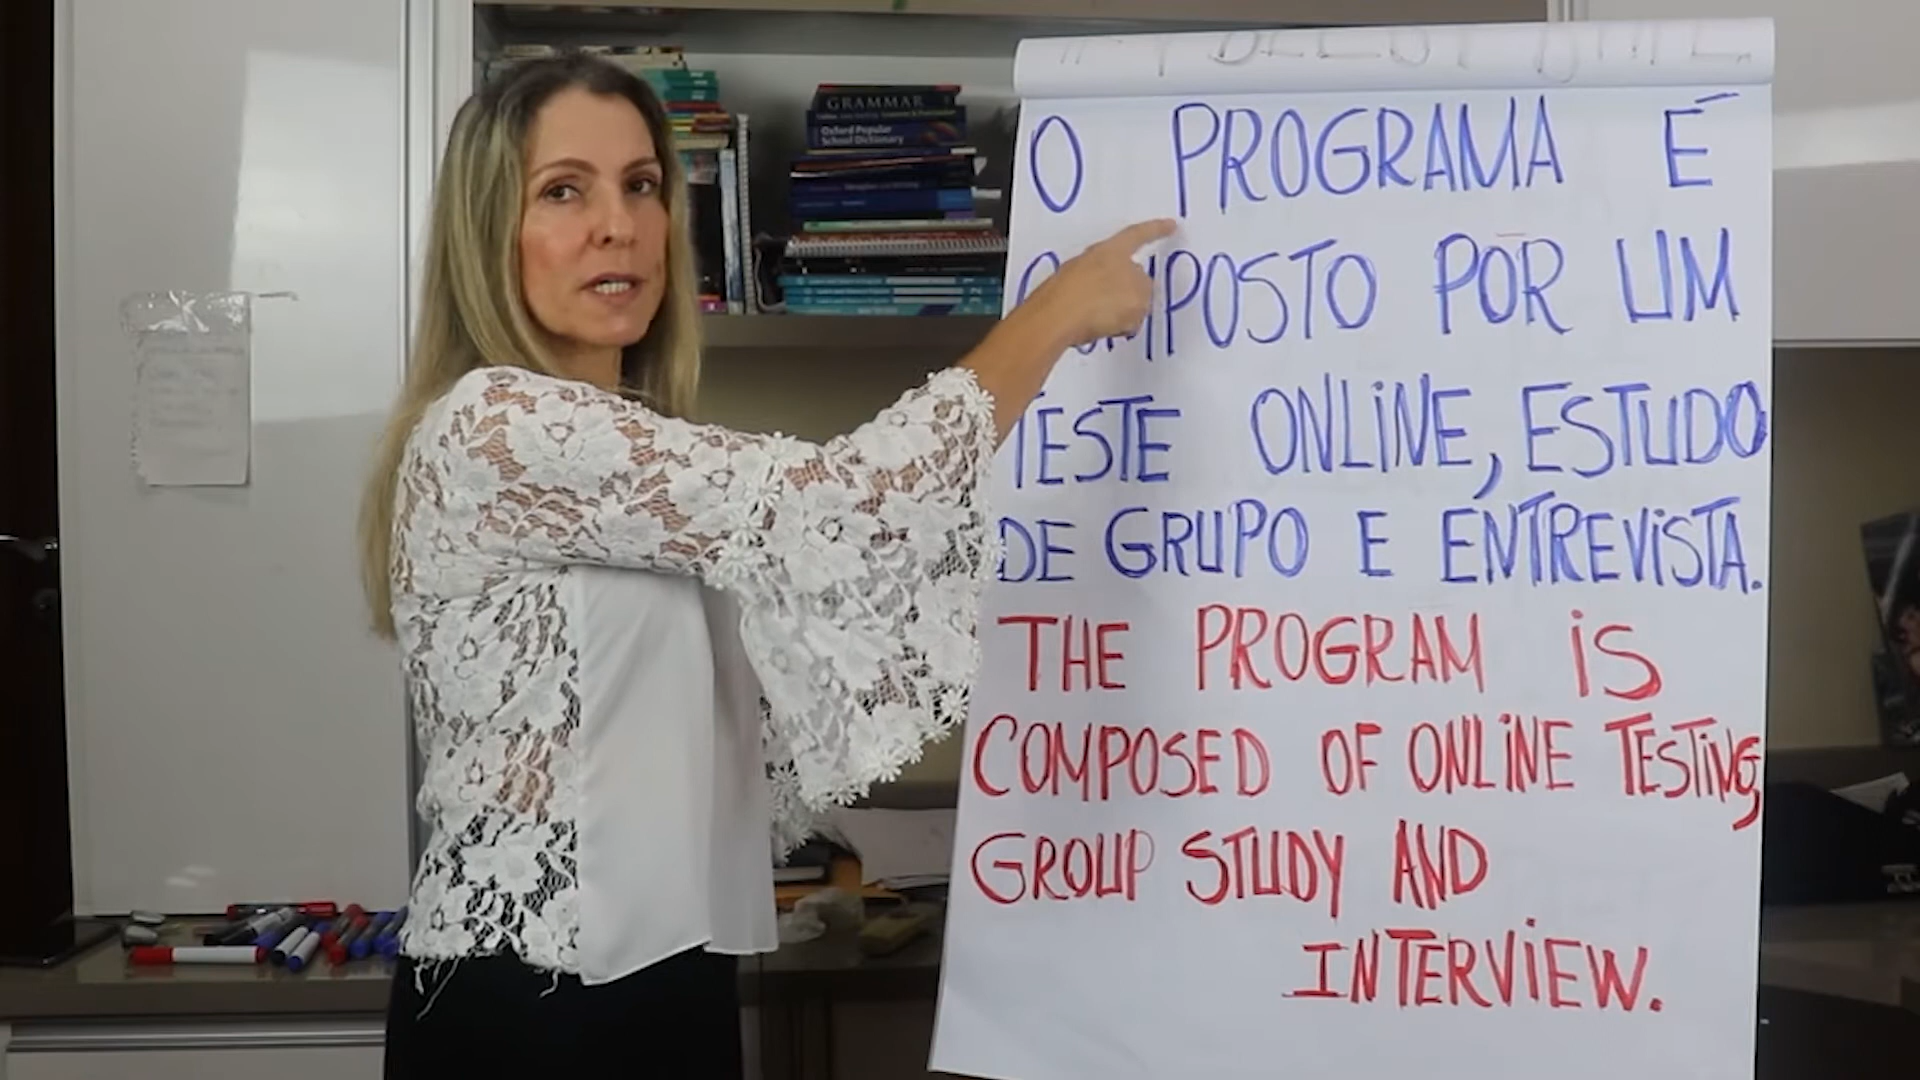 GRAMMAR
Oxford Popular
School Dictionary
O PROGRAMA É
COMPOSTO POR UM
TESTE ONLINE, ESTUDO
DE GRUPO E ENTREVISTA.
THE PROGRAM IS
COMPOSED OF ONLINE TESTING,
GROUP STUDY AND
INTERVIEW.